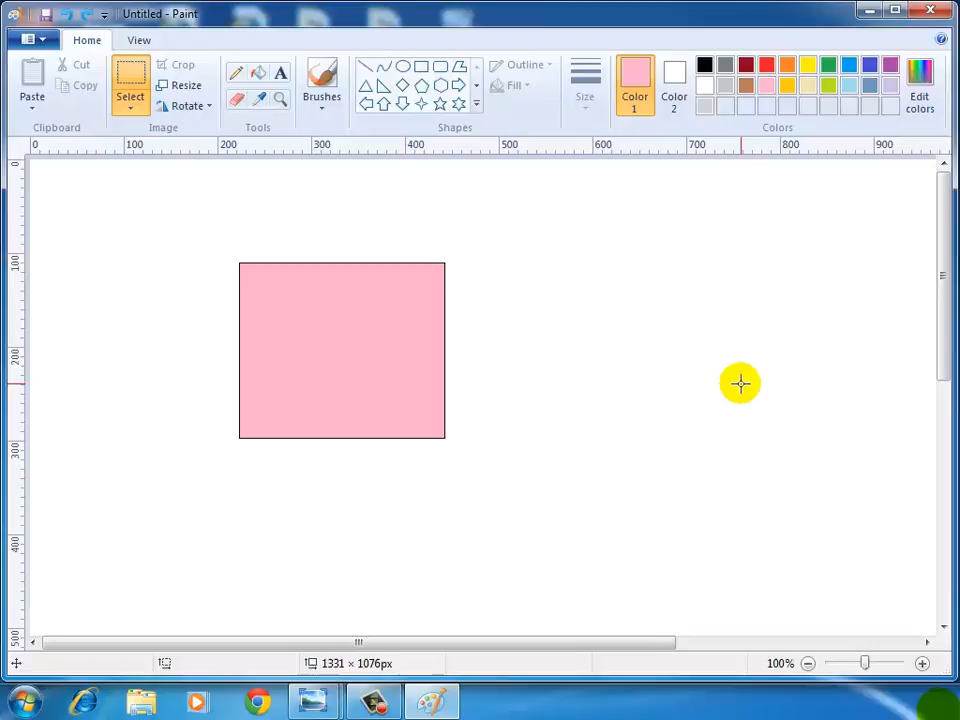 Untitled - Paint
Home View
Paste Cut Copy Select Crop Resize Rotate A Brushes Outline Fill Size Color 1 Color 2 Edit colors
Clipboard Image Tools Shapes Colors
0 100 200 300 400 500 600 700 800 900
0
100
200
300
400
500
1331 × 1076px 100%